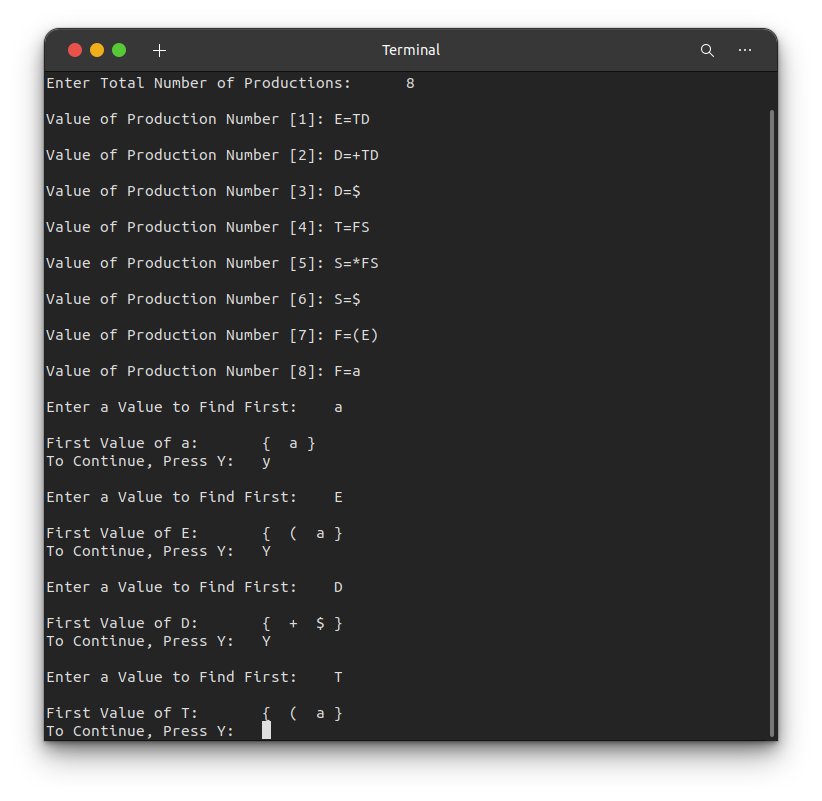 Terminal
Enter Total Number of Productions:      8
Value of Production Number [1]: E=TD
Value of Production Number [2]: D=+TD
Value of Production Number [3]: D=$
Value of Production Number [4]: T=FS
Value of Production Number [5]: S=*FS
Value of Production Number [6]: S=$
Value of Production Number [7]: F=(E)
Value of Production Number [8]: F=a
Enter a Value to Find First:    a
First Value of a:       {  a }
To Continue, Press Y:   y
Enter a Value to Find First:    E
First Value of E:       {  (  a }
To Continue, Press Y:   Y
Enter a Value to Find First:    D
First Value of D:       {  +  $ }
To Continue, Press Y:   Y
Enter a Value to Find First:    T
First Value of T:       {  (  a }
To Continue, Press Y: